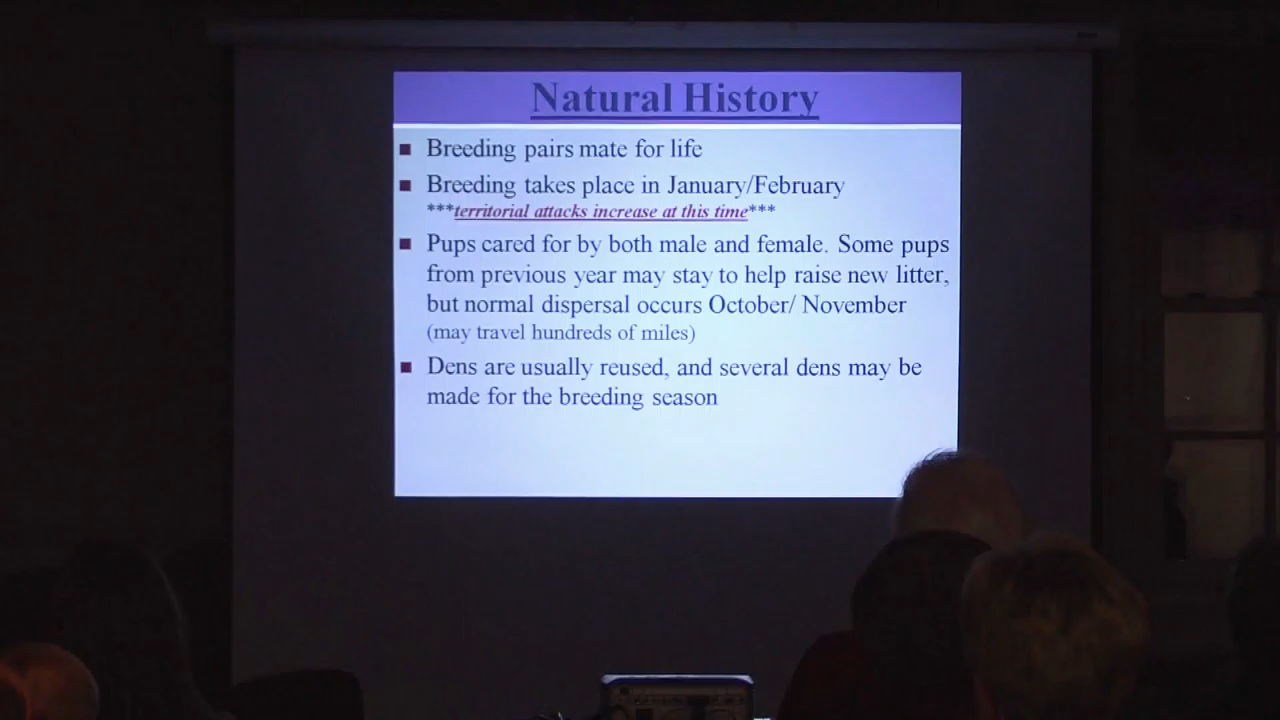 Natural History
Breeding pairs mate for life
Breeding takes place in January/February
***territorial attacks increase at this time***
Pups cared for by both male and female. Some pups
from previous year may stay to help raise new litter,
but normal dispersal occurs October/ November
(may travel hundreds of miles)
Dens are usually reused, and several dens may be
made for the breeding season